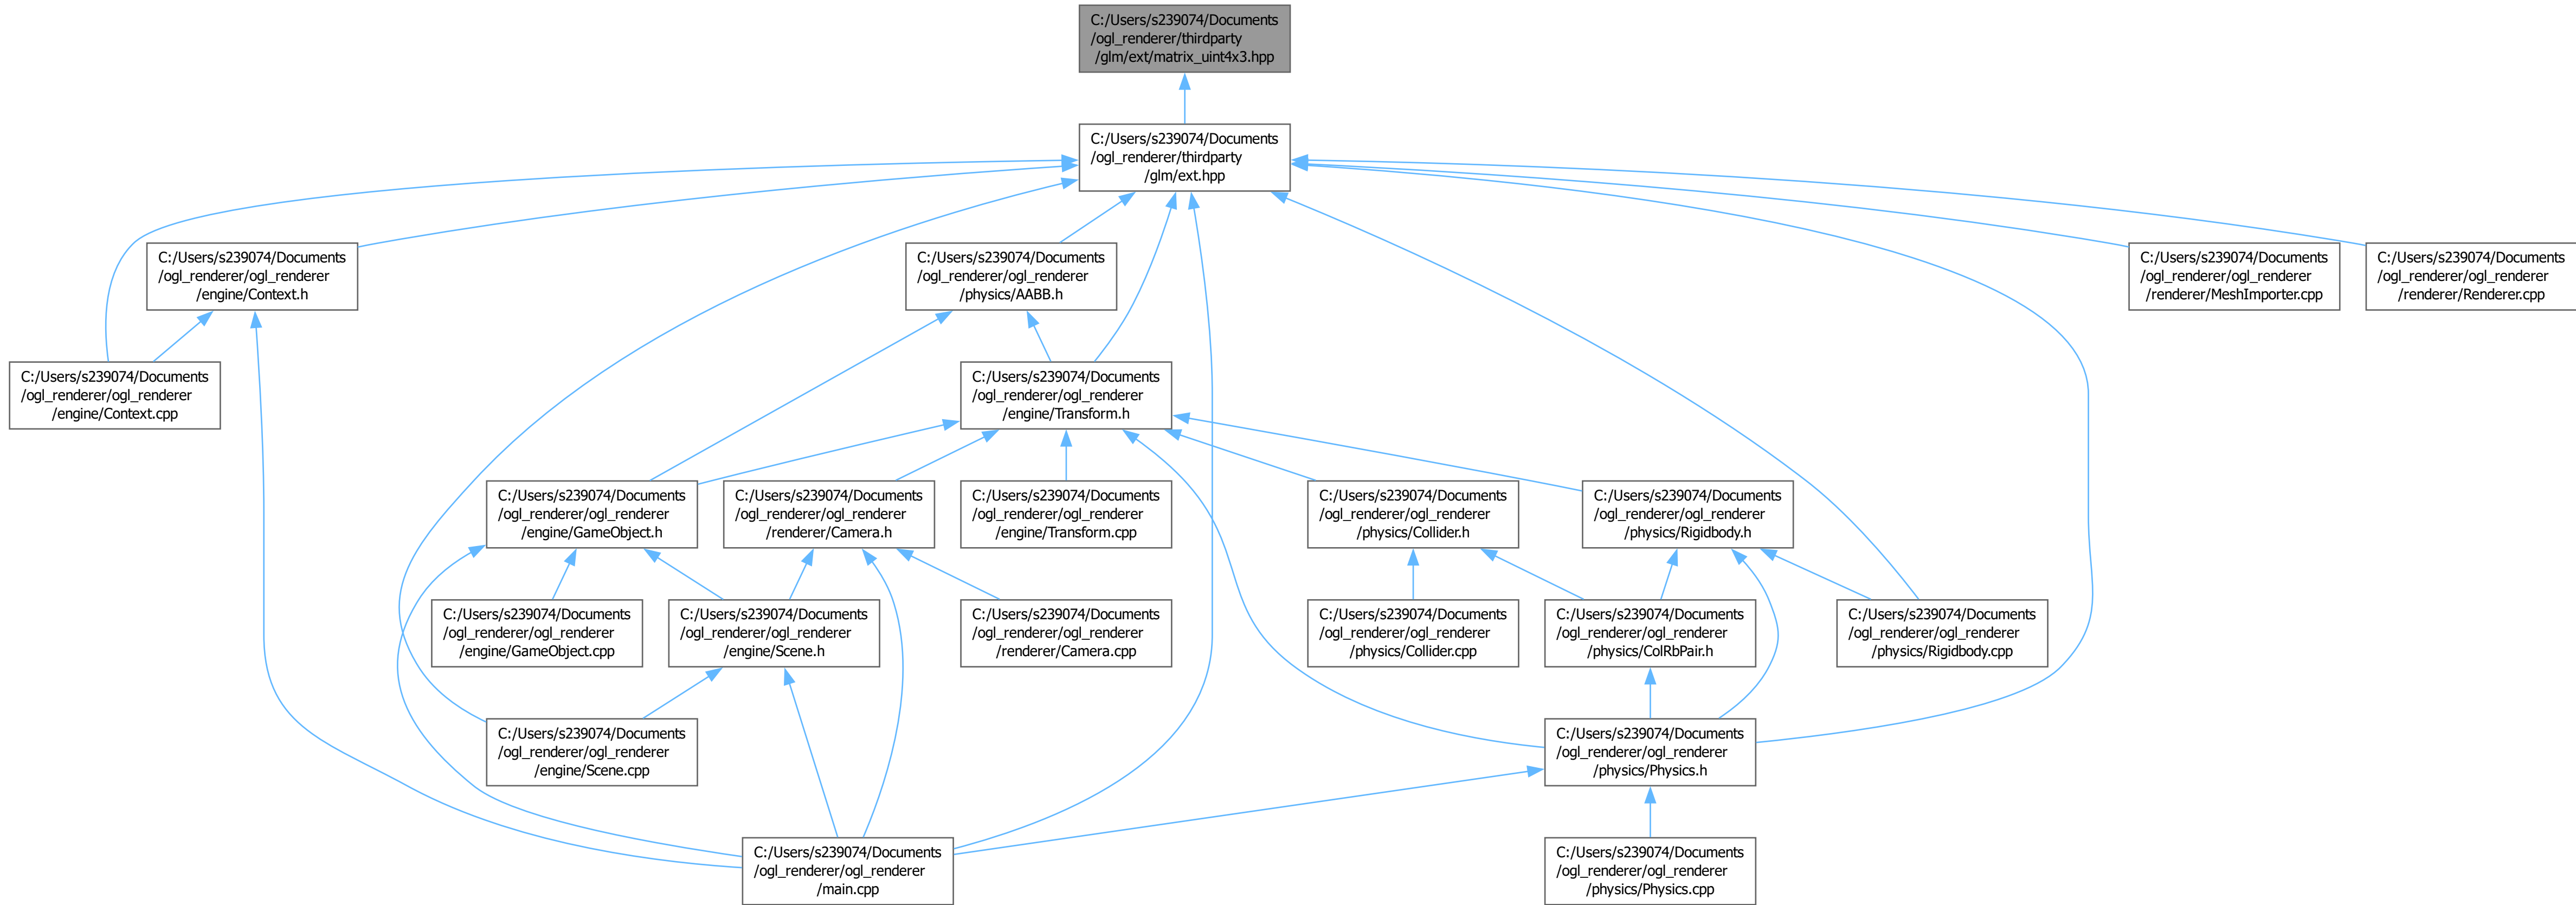 C:/Users/s239074/Documents
/ogl_renderer/thirdparty
/glm/ext/matrix_uint4x3.hpp
C:/Users/s239074/Documents
/ogl_renderer/thirdparty
/glm/ext.hpp
C:/Users/s239074/Documents
/ogl_renderer/ogl_renderer
/engine/Context.h
C:/Users/s239074/Documents
/ogl_renderer/ogl_renderer
/physics/AABB.h
C:/Users/s239074/Documents
/ogl_renderer/ogl_renderer
/renderer/MeshImporter.cpp
C:/Users/s239074/Documents
/ogl_renderer/ogl_renderer
/renderer/Renderer.cpp
C:/Users/s239074/Documents
/ogl_renderer/ogl_renderer
/engine/Context.cpp
C:/Users/s239074/Documents
/ogl_renderer/ogl_renderer
/engine/Transform.h
C:/Users/s239074/Documents
/ogl_renderer/ogl_renderer
/engine/GameObject.h
C:/Users/s239074/Documents
/ogl_renderer/ogl_renderer
/renderer/Camera.h
C:/Users/s239074/Documents
/ogl_renderer/ogl_renderer
/engine/Transform.cpp
C:/Users/s239074/Documents
/ogl_renderer/ogl_renderer
/physics/Collider.h
C:/Users/s239074/Documents
/ogl_renderer/ogl_renderer
/physics/Rigidbody.h
C:/Users/s239074/Documents
/ogl_renderer/ogl_renderer
/engine/GameObject.cpp
C:/Users/s239074/Documents
/ogl_renderer/ogl_renderer
/engine/Scene.h
C:/Users/s239074/Documents
/ogl_renderer/ogl_renderer
/renderer/Camera.cpp
C:/Users/s239074/Documents
/ogl_renderer/ogl_renderer
/physics/Collider.cpp
C:/Users/s239074/Documents
/ogl_renderer/ogl_renderer
/physics/ColRbPair.h
C:/Users/s239074/Documents
/ogl_renderer/ogl_renderer
/physics/Rigidbody.cpp
C:/Users/s239074/Documents
/ogl_renderer/ogl_renderer
/engine/Scene.cpp
C:/Users/s239074/Documents
/ogl_renderer/ogl_renderer
/physics/Physics.h
C:/Users/s239074/Documents
/ogl_renderer/ogl_renderer
/main.cpp
C:/Users/s239074/Documents
/ogl_renderer/ogl_renderer
/physics/Physics.cpp